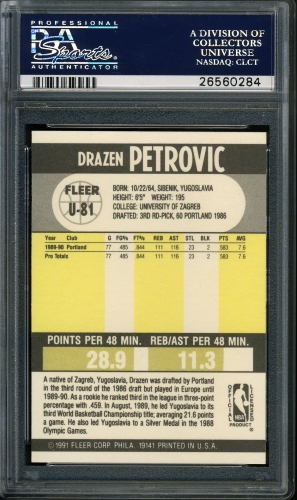 PROFESSIONAL
PSA
Sports
AUTHENTICATOR
A DIVISION OF
COLLECTORS
UNIVERSE
NASDAQ: CLCT
26560284
DRAZEN PETROVIC
FLEER
U-81
BORN: 10/22/64, SIBENIK, YUGOSLAVIA
HEIGHT: 6'5" WEIGHT: 195
COLLEGE: UNIVERSITY OF ZAGREB
DRAFTED: 3RD RD-PICK, 60 PORTLAND 1986
Year Club G FG% FT% REB AST STL BLK PTS AVG
1989-90 Portland 77 .485 .844 111 116 23 2 583 7.6
Pro Totals 77 .485 .844 111 116 23 2 583 7.6
POINTS PER 48 MIN. REB/AST PER 48 MIN.
28.9 11.3
A native of Zagreb, Yugoslavia, Drazen was drafted by Portland
in the third round of the 1986 draft but played in Europe until
1989-90. As a rookie he ranked third in the league in three-point
percentage with .459. In August, 1989, he led Yugoslavia to its
third World Basketball Championship title; averaging 21.6 points
a game. He also led Yugoslavia to a Silver Medal in the 1988
Olympic Games.
OFFICIAL LICENSED
NBA
PRODUCT
© 1991 FLEER CORP. PHILA. 19141 PRINTED IN U.S.A.